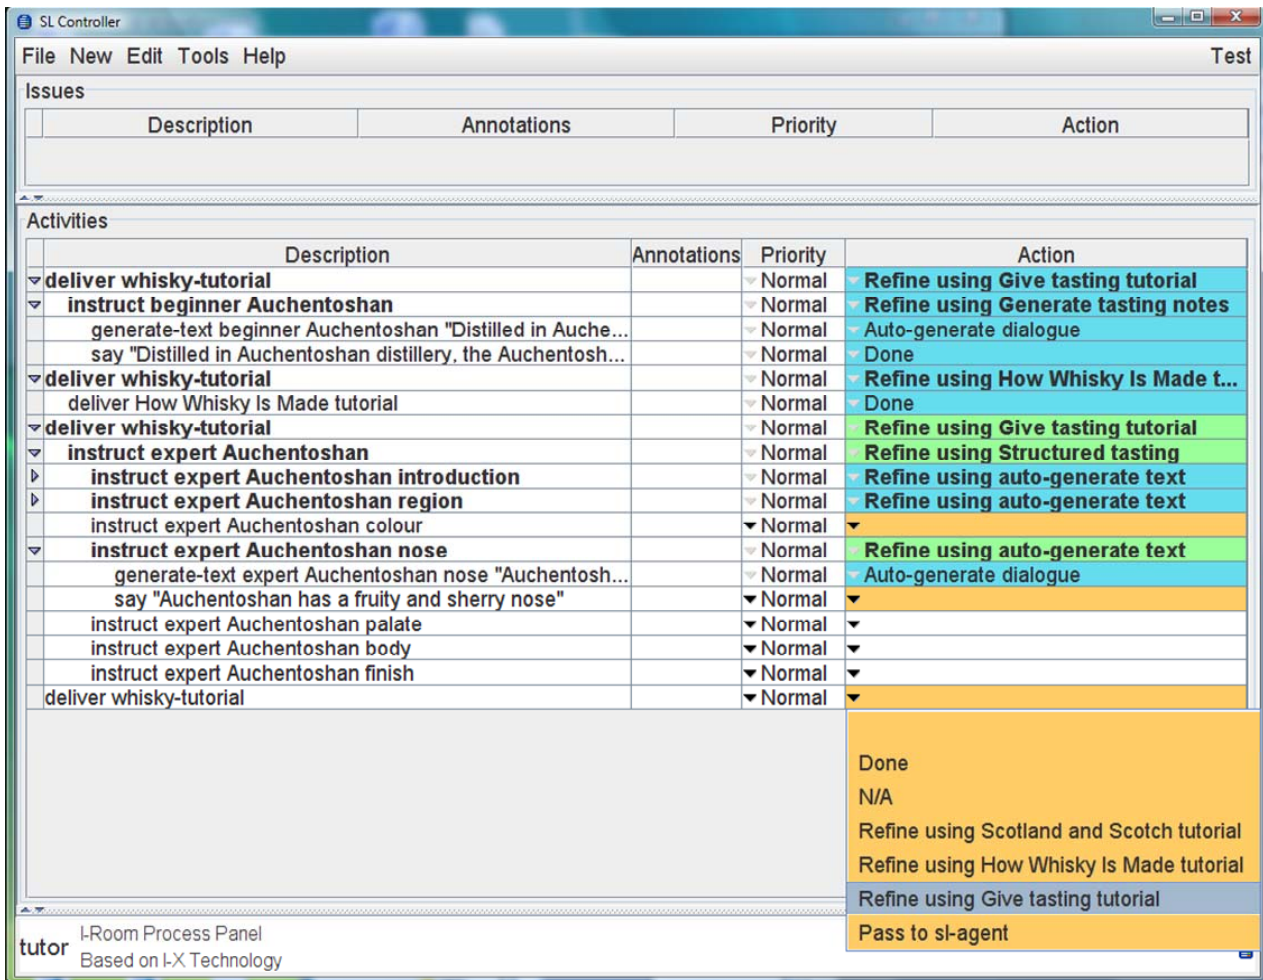 SL Controller
File New Edit Tools Help Test
Issues
Description Annotations Priority Action
Activities
Description Annotations Priority Action
deliver whisky-tutorial Normal Refine using Give tasting tutorial
instruct beginner Auchentoshan Normal Refine using Generate tasting notes
generate-text beginner Auchentoshan "Distilled in Auche... Normal Auto-generate dialogue
say "Distilled in Auchentoshan distillery, the Auchentosh... Normal Done
deliver whisky-tutorial Normal Refine using How Whisky Is Made t...
deliver How Whisky Is Made tutorial Normal Done
deliver whisky-tutorial Normal Refine using Give tasting tutorial
instruct expert Auchentoshan Normal Refine using Structured tasting
instruct expert Auchentoshan introduction Normal Refine using auto-generate text
instruct expert Auchentoshan region Normal Refine using auto-generate text
instruct expert Auchentoshan colour Normal
instruct expert Auchentoshan nose Normal Refine using auto-generate text
generate-text expert Auchentoshan nose "Auchentosh... Normal Auto-generate dialogue
say "Auchentoshan has a fruity and sherry nose" Normal
instruct expert Auchentoshan palate Normal
instruct expert Auchentoshan body Normal
instruct expert Auchentoshan finish Normal
deliver whisky-tutorial Normal
Done
N/A
Refine using Scotland and Scotch tutorial
Refine using How Whisky Is Made tutorial
Refine using Give tasting tutorial
Pass to sl-agent
tutor I-Room Process Panel
Based on I-X Technology